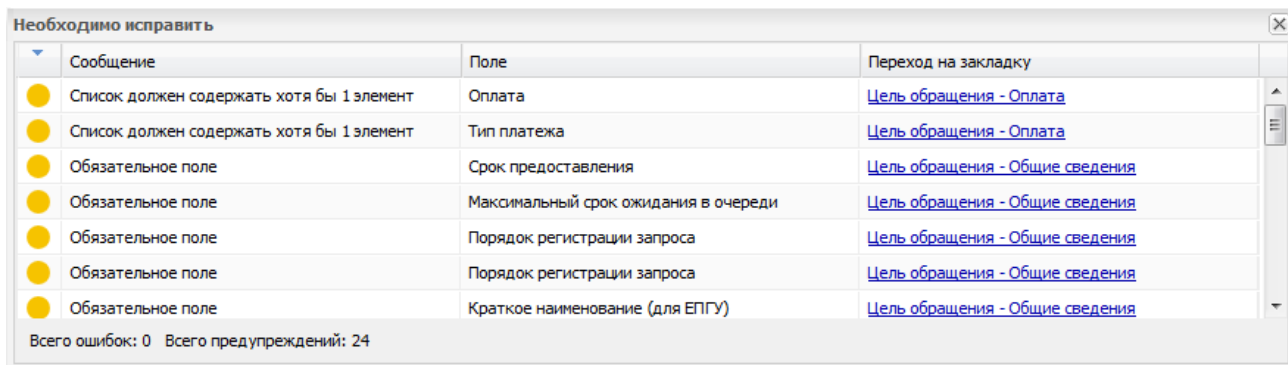 Необходимо исправить
Сообщение Поле Переход на закладку
Список должен содержать хотя бы 1 элемент Оплата Цель обращения - Оплата
Список должен содержать хотя бы 1 элемент Тип платежа Цель обращения - Оплата
Обязательное поле Срок предоставления Цель обращения - Общие сведения
Обязательное поле Максимальный срок ожидания в очереди Цель обращения - Общие сведения
Обязательное поле Порядок регистрации запроса Цель обращения - Общие сведения
Обязательное поле Порядок регистрации запроса Цель обращения - Общие сведения
Обязательное поле Краткое наименование (для ЕПГУ) Цель обращения - Общие сведения
Всего ошибок: 0 Всего предупреждений: 24